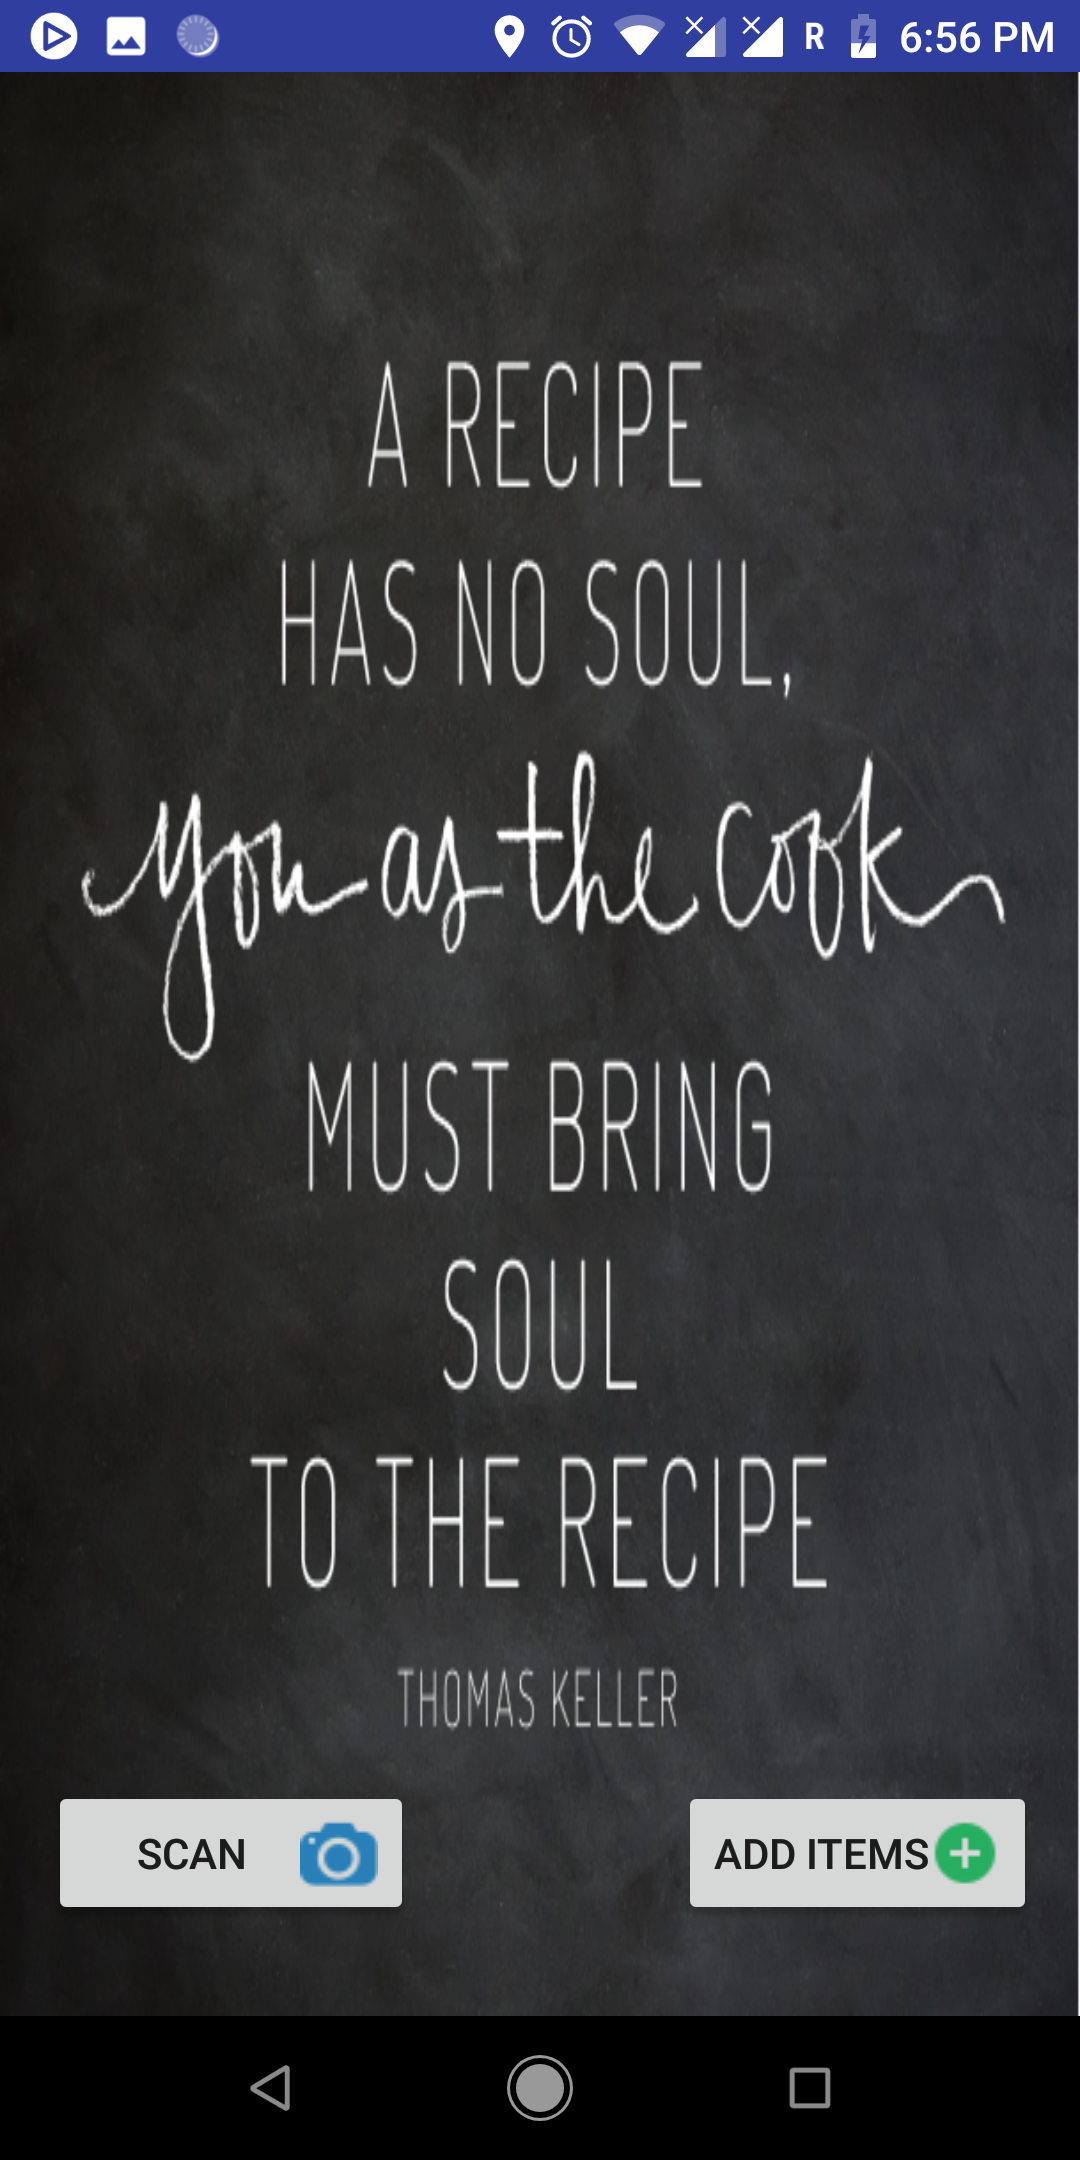 R 6:56 PM
A RECIPE
HAS NO SOUL,
you as the cook
MUST BRING
SOUL
TO THE RECIPE
THOMAS KELLER
SCAN
ADD ITEMS